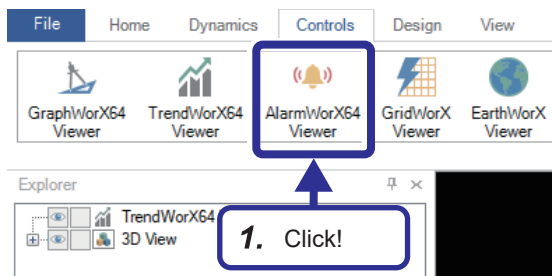 File Home Dynamics Controls Design View
GraphWorX64 TrendWorX64 AlarmWorX64 GridWorX EarthWorX
Viewer Viewer Viewer Viewer Viewer
Explorer
TrendWorX64
3D View
1. Click!